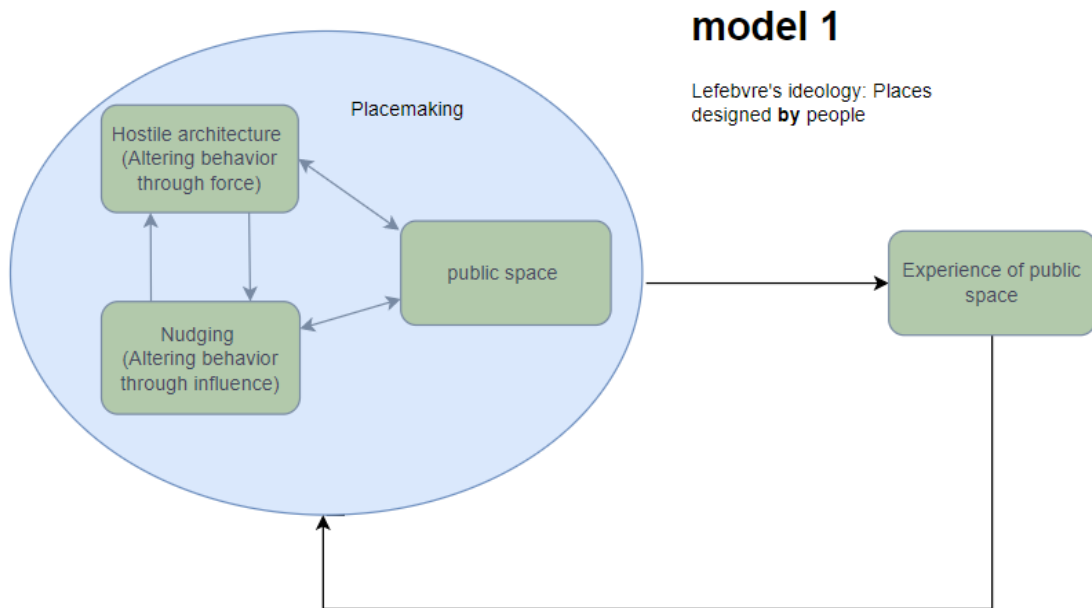 model 1
Lefebvre's ideology: Places
designed by people
Placemaking
Hostile architecture
(Altering behavior
through force)
public space
Experience of public
space
Nudging
(Altering behavior
through influence)